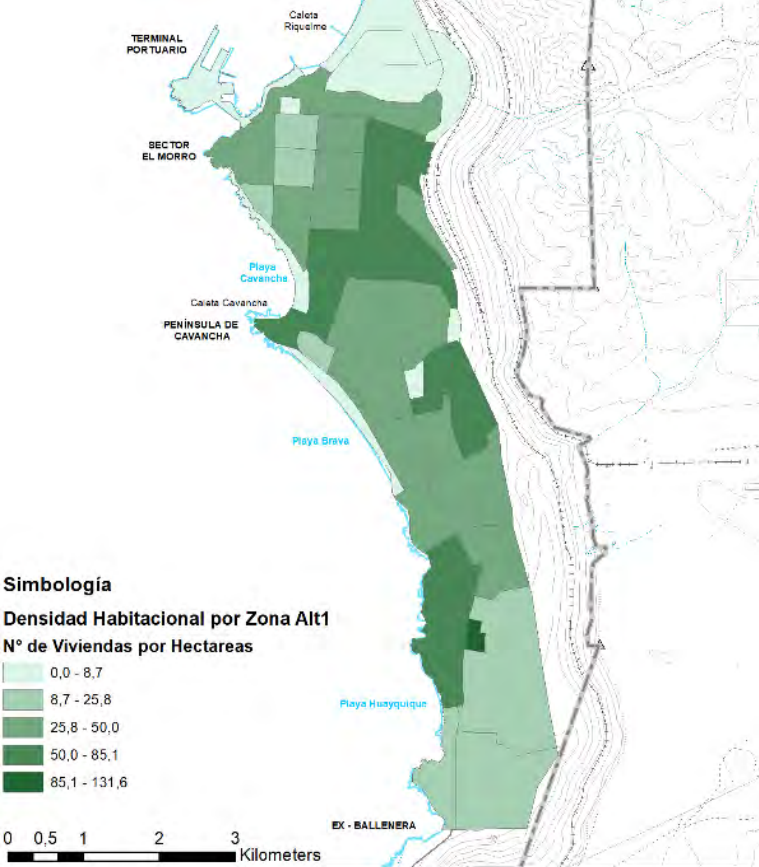 Caleta
Riquelme
TERMINAL
PORTUARIO
SECTOR
EL MORRO
Playa
Cavancha
Caleta Cavancha
PENÍNSULA DE
CAVANCHA
Playa Brava
Simbología
Densidad Habitacional por Zona Alt1
N° de Viviendas por Hectareas
0,0 - 8,7
8,7 - 25,8
25,8 - 50,0
50,0 - 85,1
85,1 - 131,6
Playa Huayquique
EX - BALLENERA
0 0,5 1 2 3
Kilometers